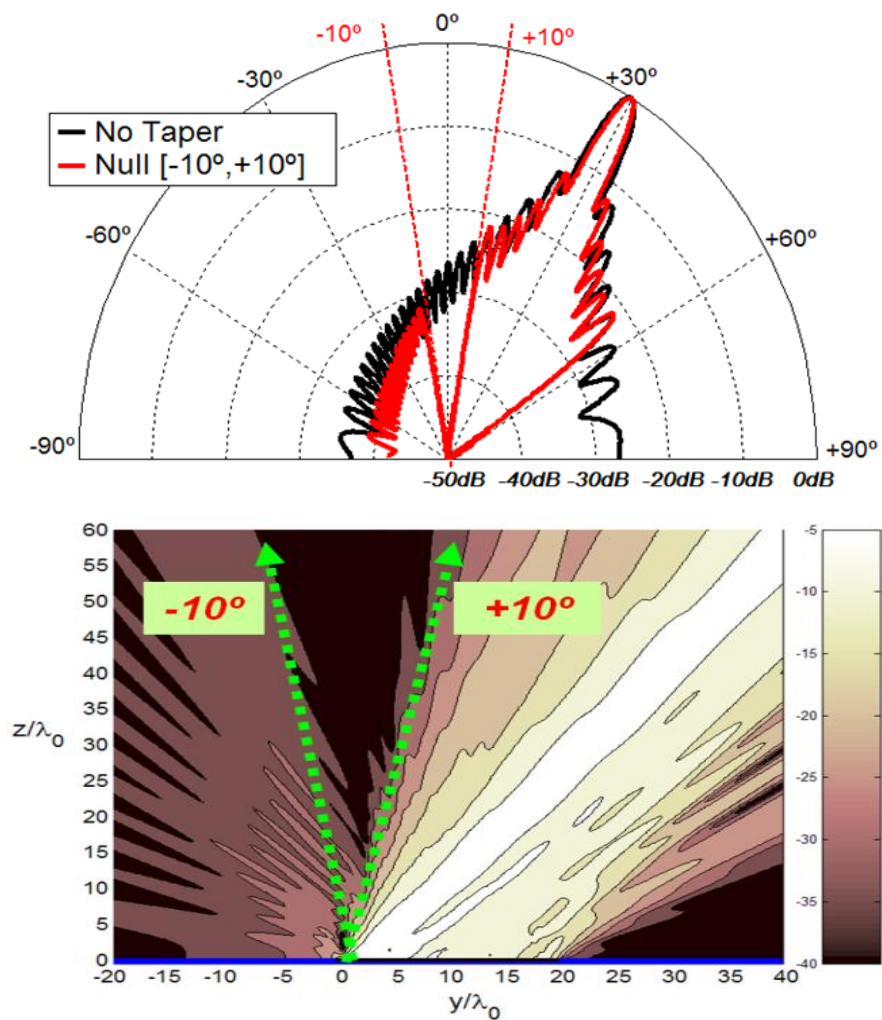 0º
-10º
+10º
-30º
+30º
No Taper
Null [-10º,+10º]
-60º
+60º
-90º
+90º
-50dB -40dB -30dB -20dB -10dB 0dB
60
55
50
45
40
35
30
25
20
15
10
5
0
z/λ0
-10º
+10º
-20 -15 -10 -5 0 5 10 15 20 25 30 35 40
y/λ0
-5
-10
-15
-20
-25
-30
-35
-40